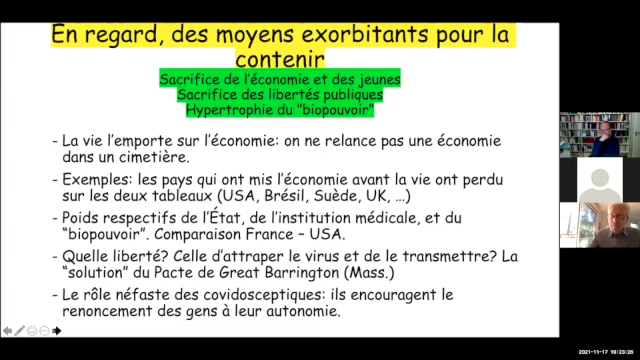 En regard, des moyens exorbitants pour la
contenir
Sacrifice de l'économie et des jeunes
Sacrifice des libertés publiques
Hypertrophie du "biopouvoir"
- La vie l'emporte sur l'économie: on ne relance pas une économie
dans un cimetière.
- Exemples: les pays qui ont mis l'économie avant la vie ont perdu
sur les deux tableaux (USA, Brésil, Suède, UK, …)
- Poids respectifs de l'État, de l'institution médicale, et du
"biopouvoir". Comparaison France – USA.
- Quelle liberté? Celle d'attraper le virus et de le transmettre? La
"solution" du Pacte de Great Barrington (Mass.)
- Le rôle néfaste des covidosceptiques: ils encouragent le
renoncement des gens à leur autonomie.
2021-11-17 19:23:26